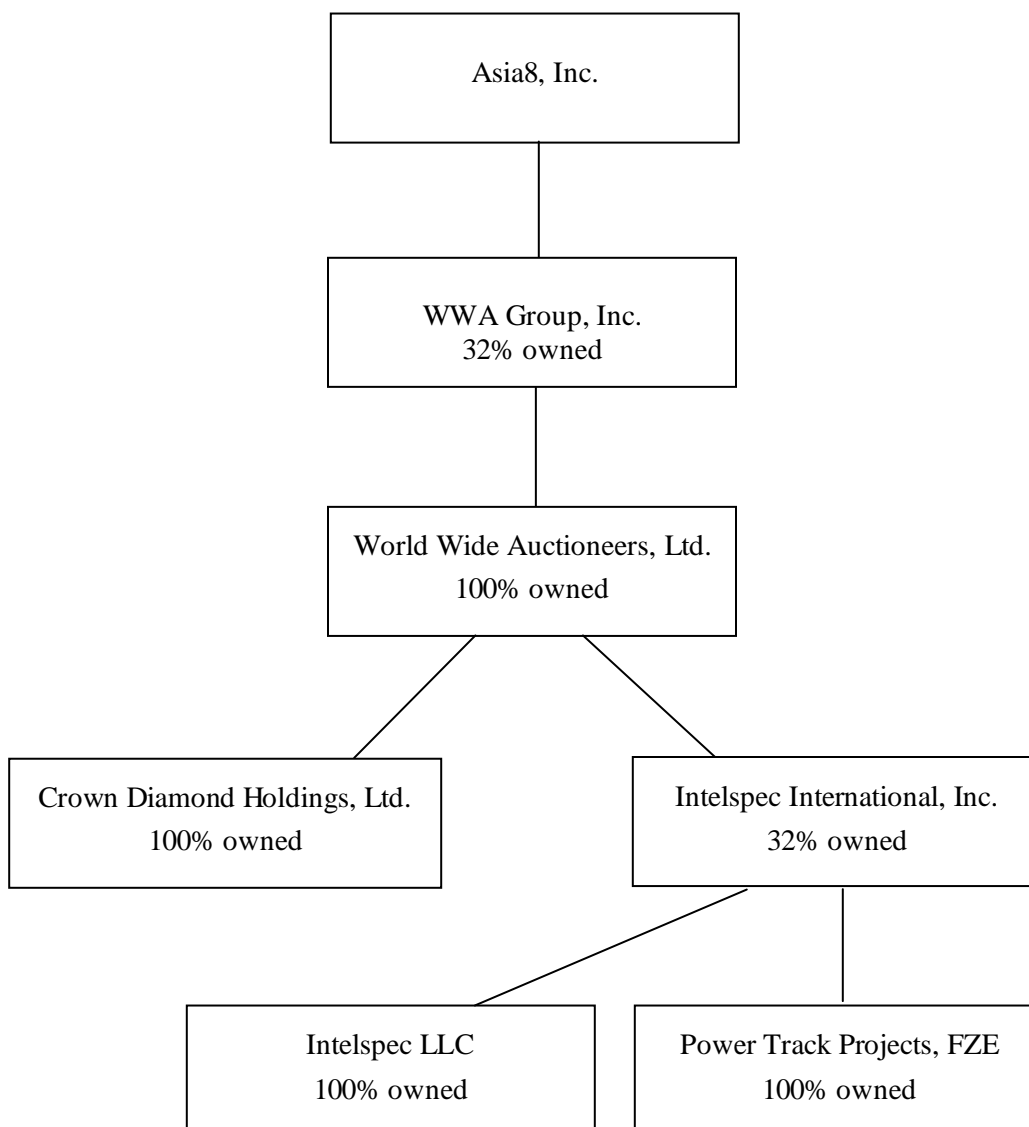 Asia8, Inc.
WWA Group, Inc.
32% owned
World Wide Auctioneers, Ltd.
100% owned
Crown Diamond Holdings, Ltd.
100% owned
Intelspec International, Inc.
32% owned
Intelspec LLC
100% owned
Power Track Projects, FZE
100% owned